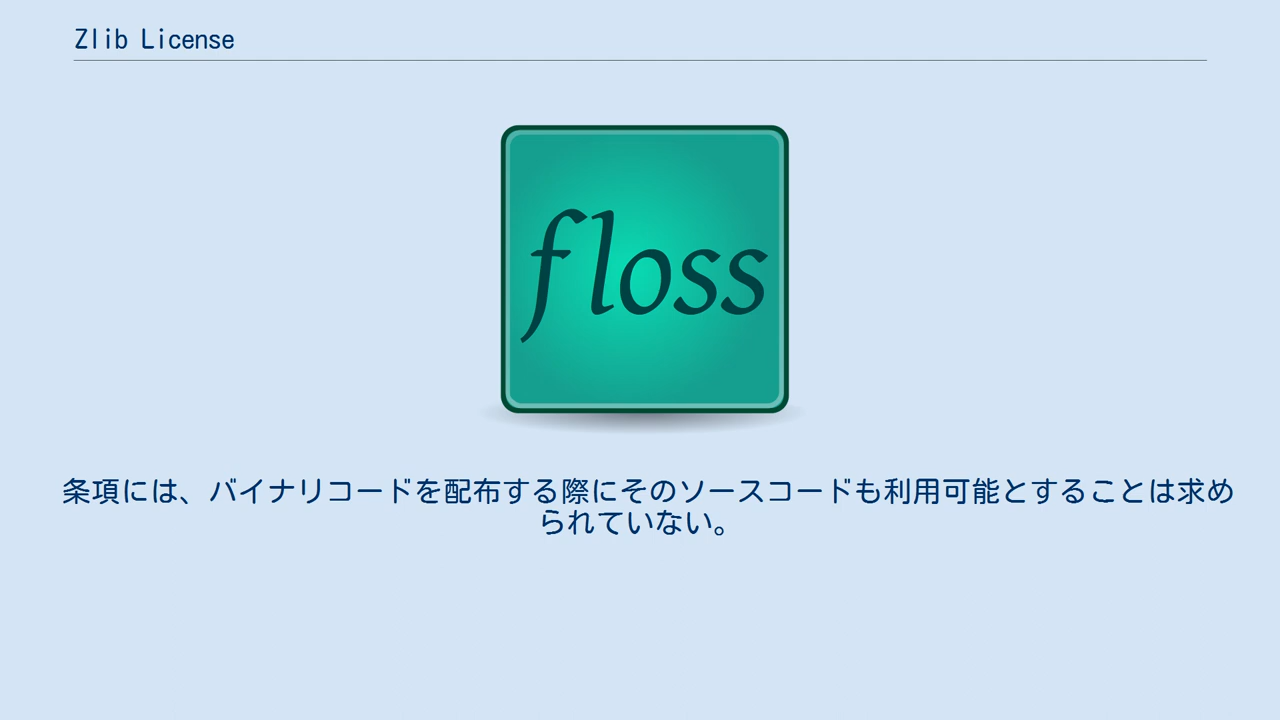 Zlib License
floss
条項には、バイナリコードを配布する際にそのソースコードも利用可能とすることは求め
られていない。